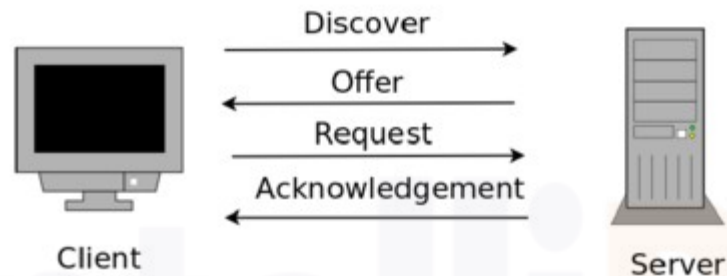 Discover
Offer
Request
Acknowledgement
Client
Server